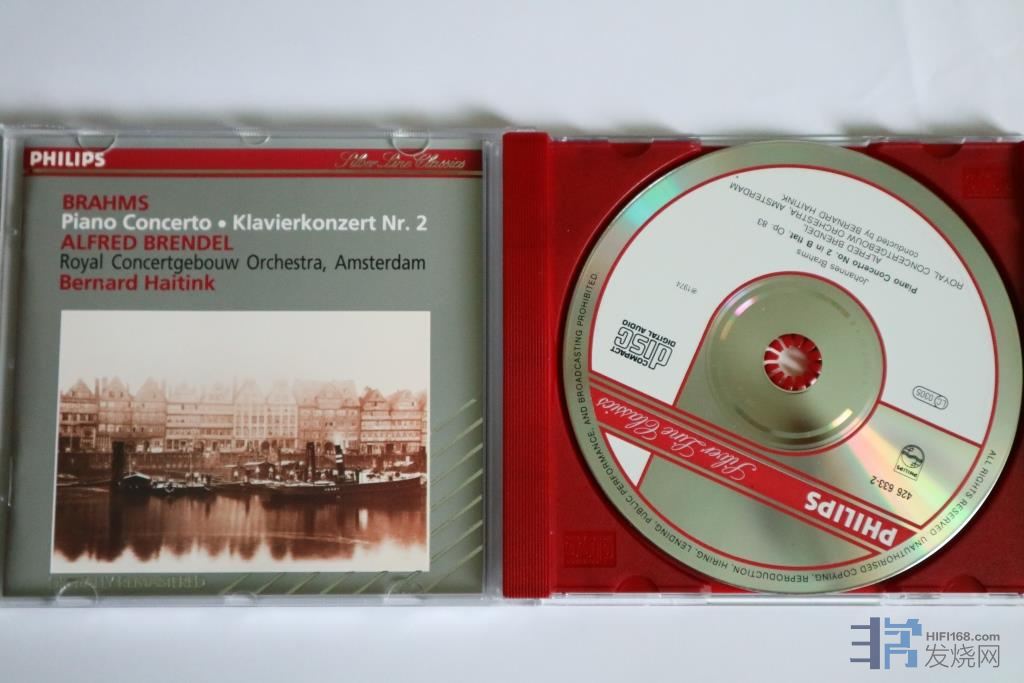 PHILIPS
Silver Line Classics
BRAHMS
Piano Concerto • Klavierkonzert Nr. 2
ALFRED BRENDEL
Royal Concertgebouw Orchestra, Amsterdam
Bernard Haitink
DIGITALLY REMASTERED
PHILIPS
Silver Line Classics
426 633-2
PHILIPS
LC 0305
COMPACT
disc
DIGITAL AUDIO
℗1974
Johannes Brahms
Piano Concerto No. 2 in B flat, Op. 83
ALFRED BRENDEL
ROYAL CONCERTGEBOUW ORCHESTRA, AMSTERDAM
conducted by BERNARD HAITINK
ALL RIGHTS RESERVED. UNAUTHORISED COPYING, REPRODUCTION, HIRING, LENDING, PUBLIC PERFORMANCE, AND BROADCASTING PROHIBITED.
HIFI168.com
发烧网